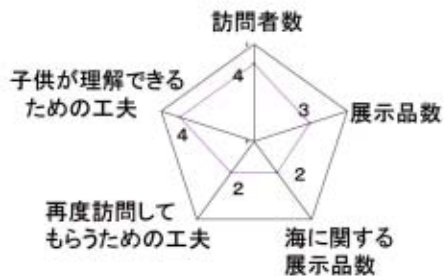 訪問者数
4
子供が理解できる
ための工夫
4
3
展示品数
2
2
再度訪問して
もらうための工夫
海に関する
展示品数